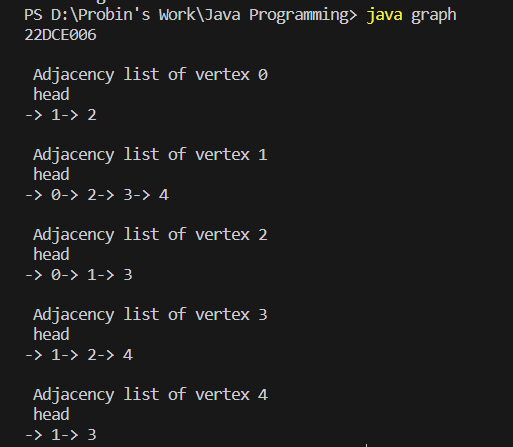 PS D:\Probin's Work\Java Programming> java graph
22DCE006
Adjacency list of vertex 0
head
-> 1-> 2
Adjacency list of vertex 1
head
-> 0-> 2-> 3-> 4
Adjacency list of vertex 2
head
-> 0-> 1-> 3
Adjacency list of vertex 3
head
-> 1-> 2-> 4
Adjacency list of vertex 4
head
-> 1-> 3